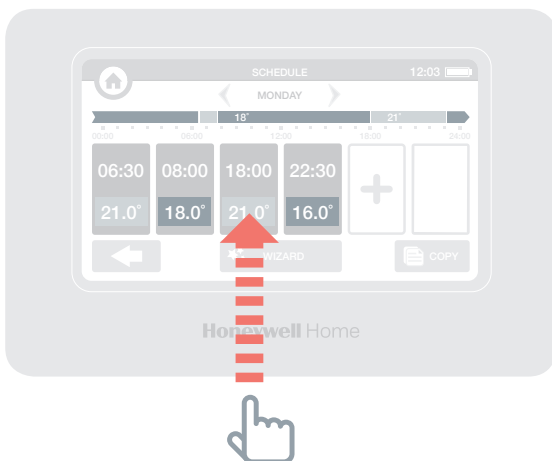 SCHEDULE 12:03
MONDAY
18° 21°
00:00 06:00 12:00 18:00 24:00
06:30 08:00 18:00 22:30
21.0° 18.0° 21.0° 16.0°
WIZARD COPY
Honeywell Home